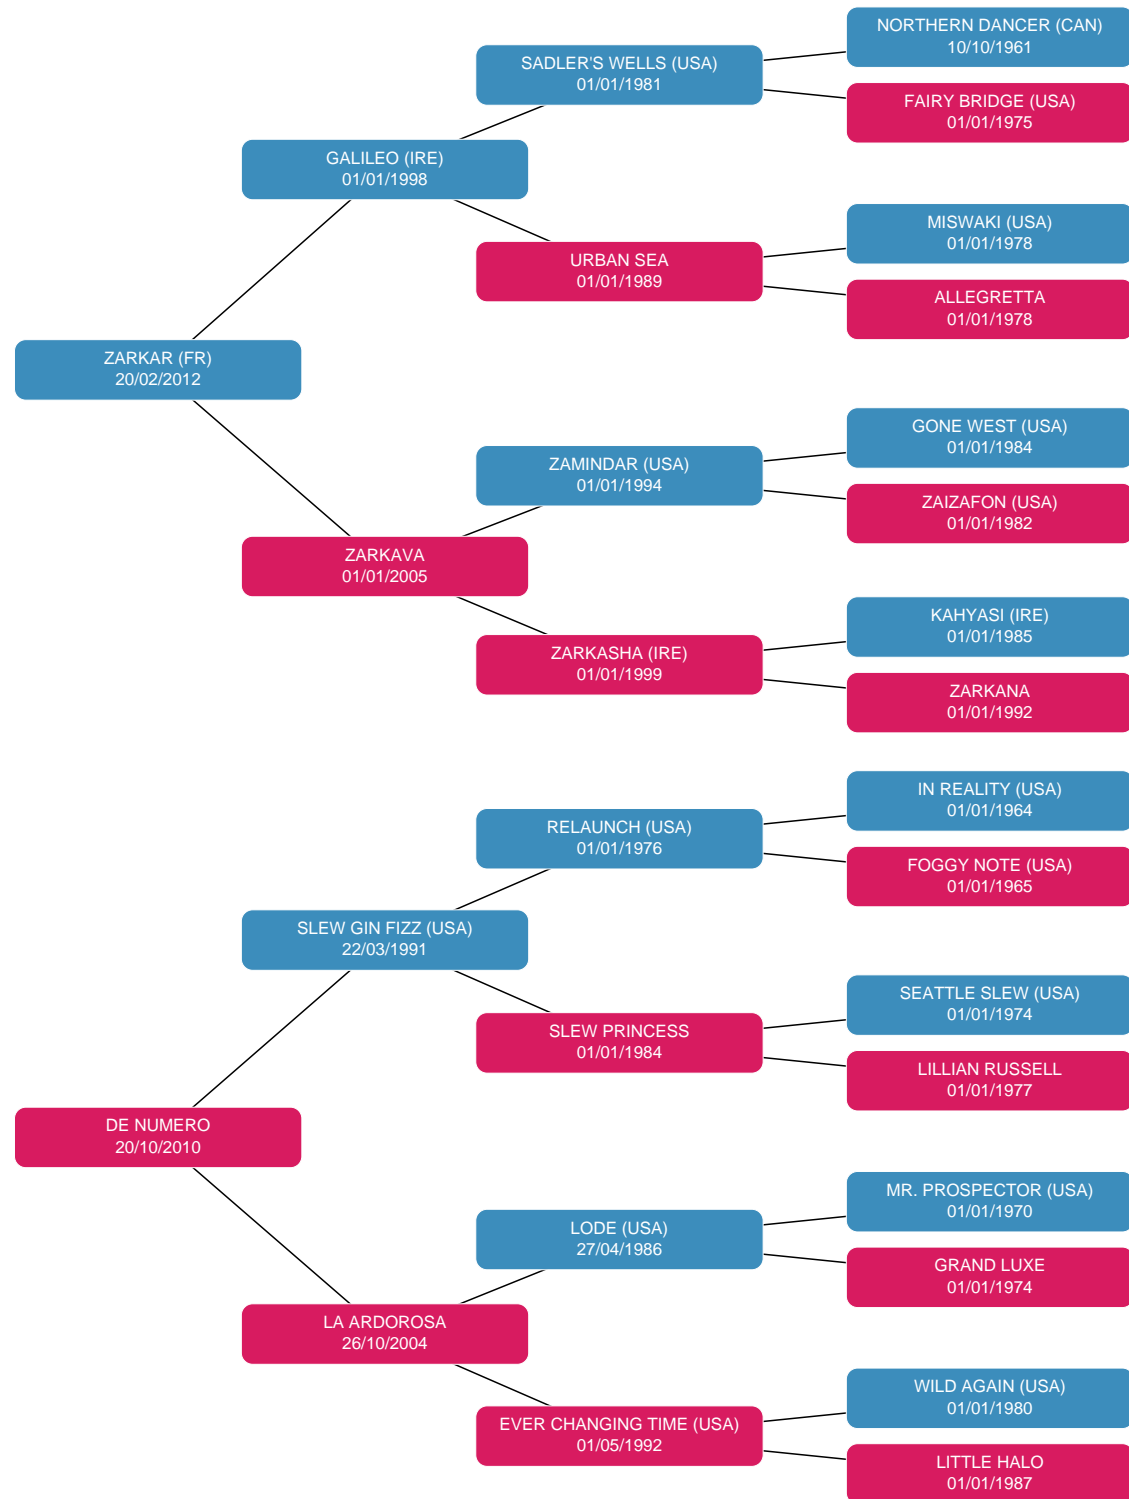 NORTHERN DANCER (CAN)
10/10/1961
SADLER'S WELLS (USA)
01/01/1981
FAIRY BRIDGE (USA)
01/01/1975
GALILEO (IRE)
01/01/1998
MISWAKI (USA)
01/01/1978
URBAN SEA
01/01/1989
ALLEGRETTA
01/01/1978
ZARKAR (FR)
20/02/2012
GONE WEST (USA)
01/01/1984
ZAMINDAR (USA)
01/01/1994
ZAIZAFON (USA)
01/01/1982
ZARKAVA
01/01/2005
KAHYASI (IRE)
01/01/1985
ZARKASHA (IRE)
01/01/1999
ZARKANA
01/01/1992
IN REALITY (USA)
01/01/1964
RELAUNCH (USA)
01/01/1976
FOGGY NOTE (USA)
01/01/1965
SLEW GIN FIZZ (USA)
22/03/1991
SEATTLE SLEW (USA)
01/01/1974
SLEW PRINCESS
01/01/1984
LILLIAN RUSSELL
01/01/1977
DE NUMERO
20/10/2010
MR. PROSPECTOR (USA)
01/01/1970
LODE (USA)
27/04/1986
GRAND LUXE
01/01/1974
LA ARDOROSA
26/10/2004
WILD AGAIN (USA)
01/01/1980
EVER CHANGING TIME (USA)
01/05/1992
LITTLE HALO
01/01/1987